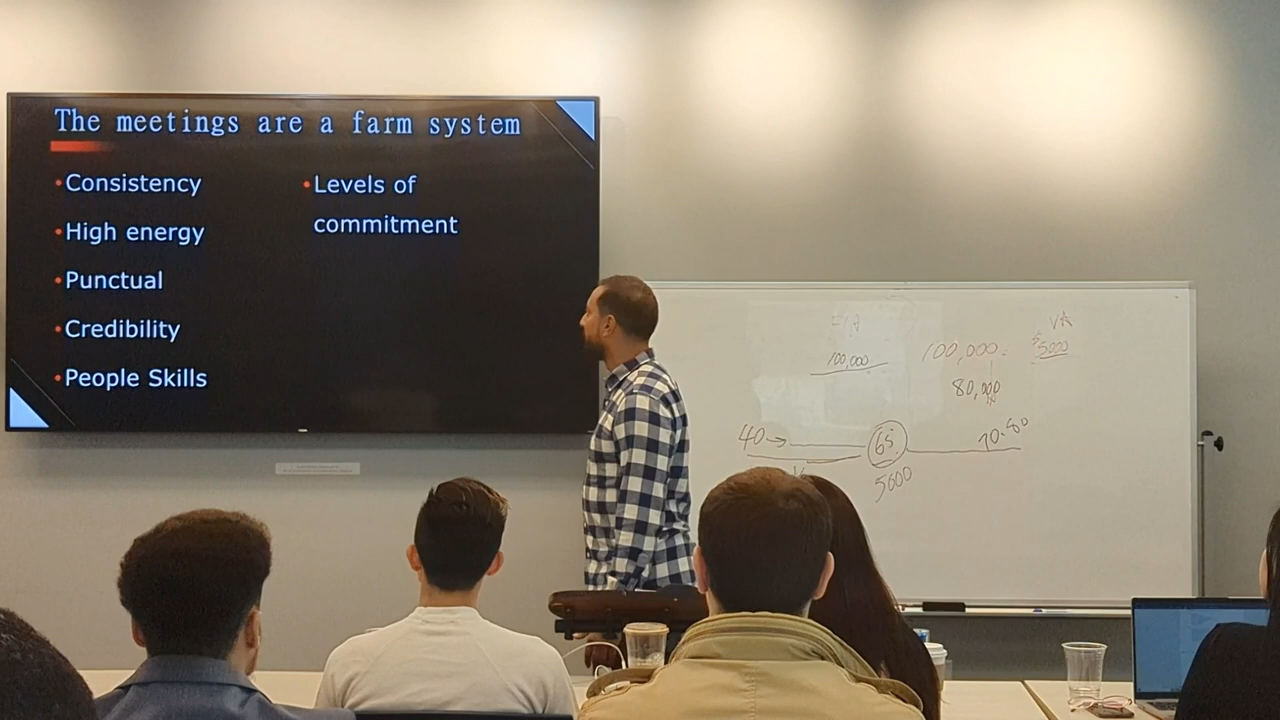 The meetings are a farm system
• Consistency
• High energy
• Punctual
• Credibility
• People Skills
• Levels of
commitment
100,000
100,000.
80,000
VA
$5000
40→
65
5600
70-80